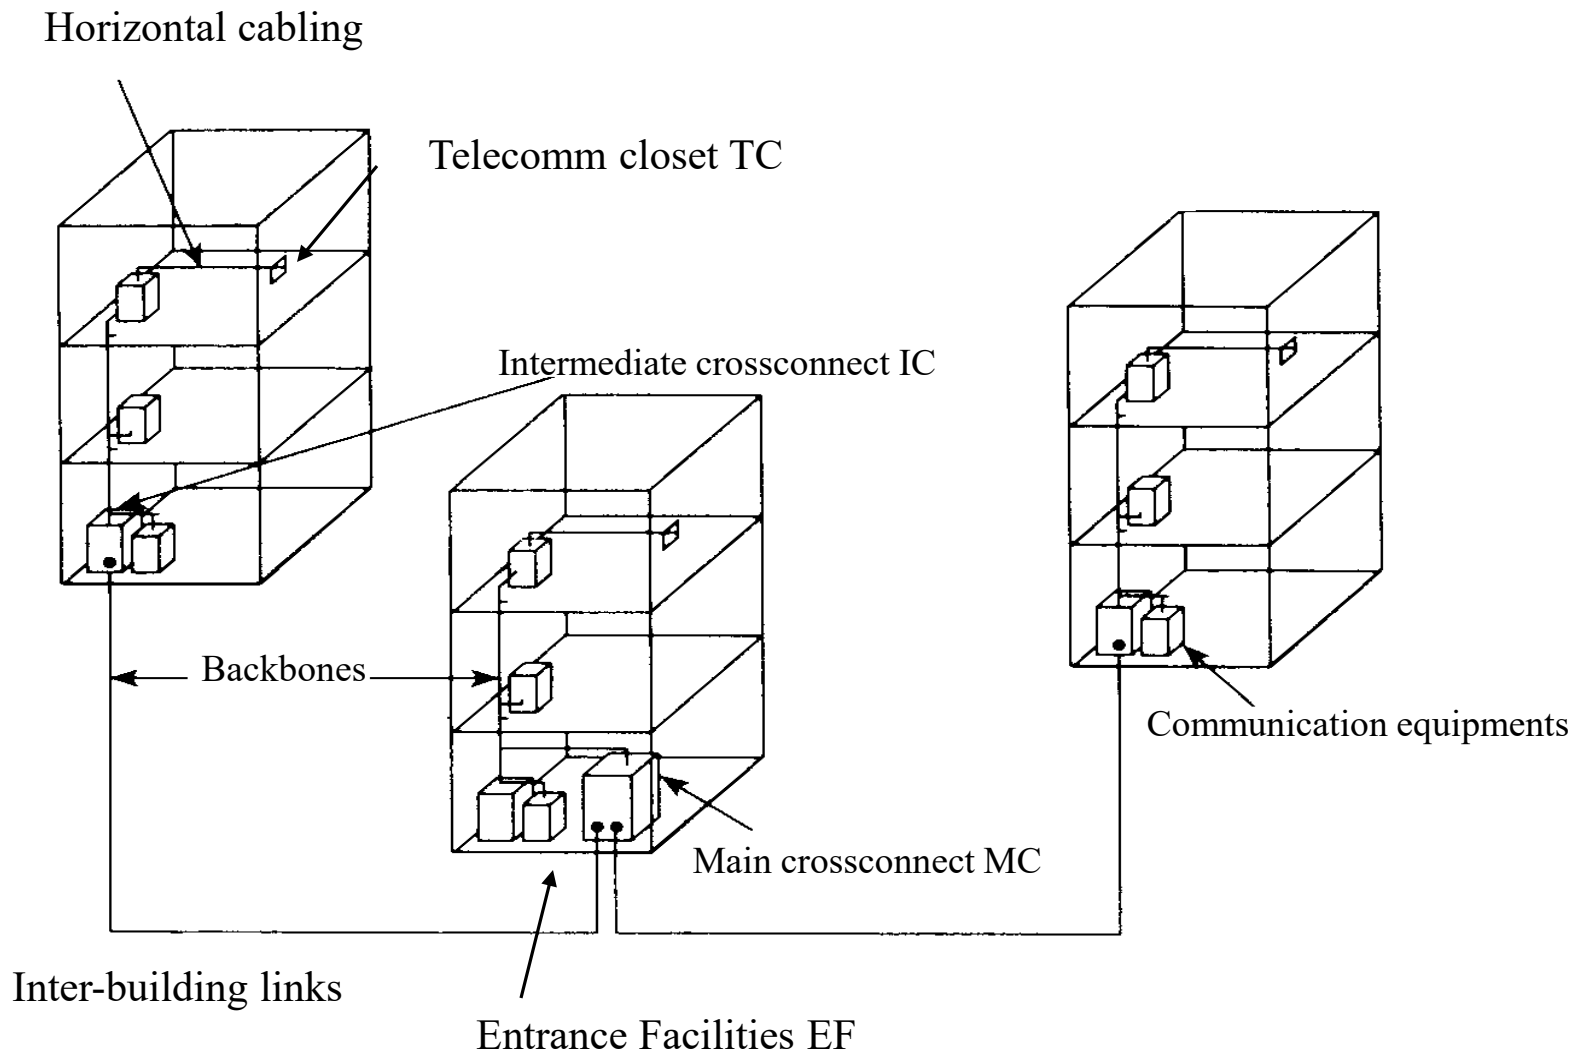 Horizontal cabling
Telecomm closet TC
Intermediate crossconnect IC
Backbones
Communication equipments
Main crossconnect MC
Inter-building links
Entrance Facilities EF